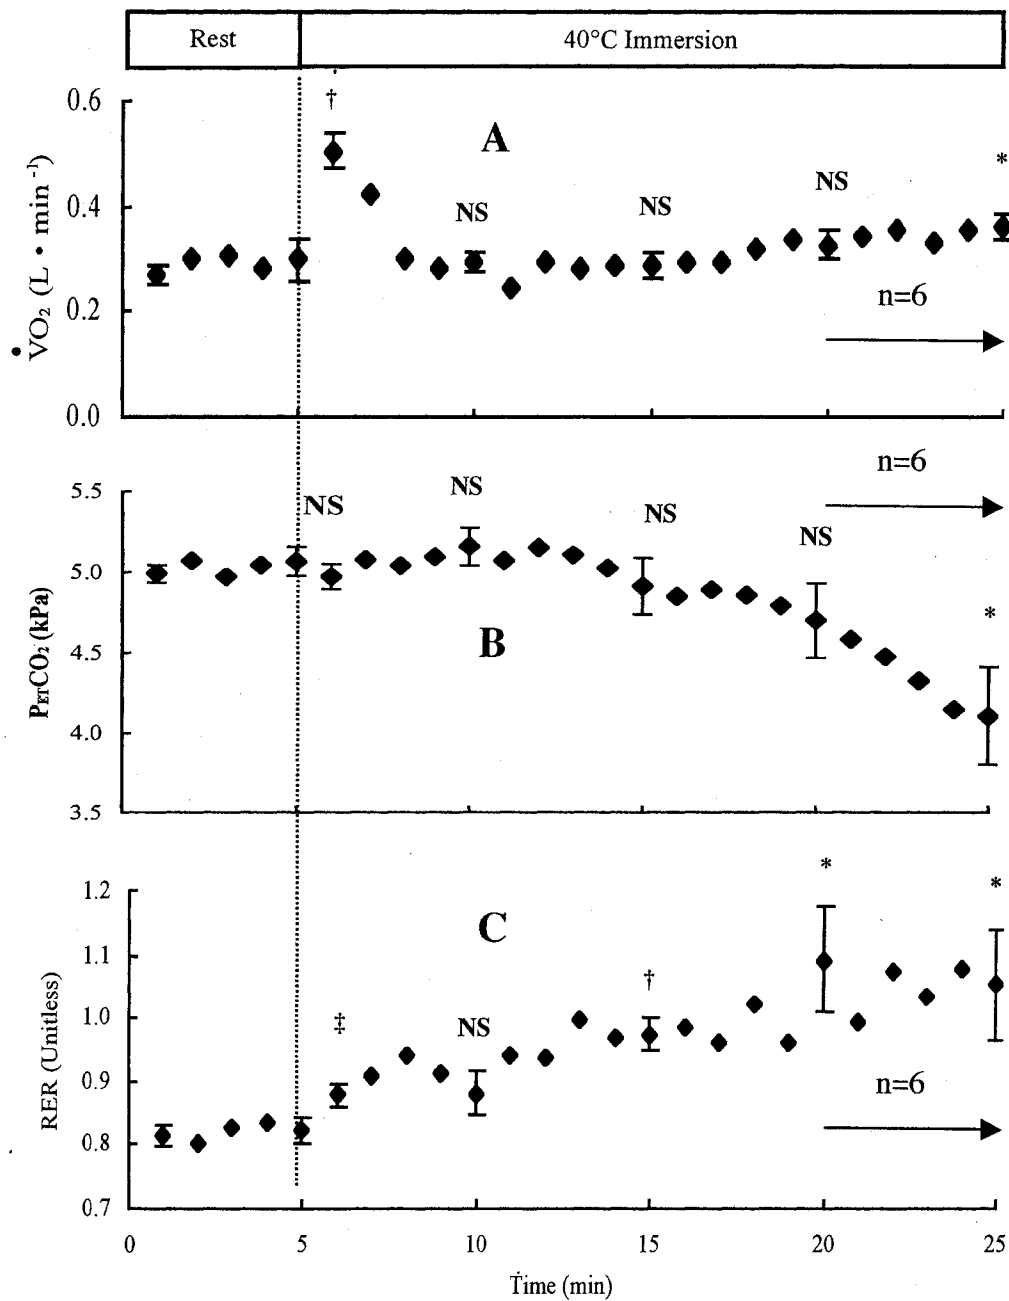 Rest 40°C Immersion
†
0.6
A
*
NS NS NS
0.4
V̇O₂ (L • min⁻¹)
n=6
0.2
0.0
n=6
5.5
NS NS NS NS
5.0
*
PETCO₂ (kPa)
B
4.5
4.0
3.5
1.2
* *
C
1.1
†
RER (Unitless)
1.0
‡ NS
0.9
n=6
0.8
0.7
0 5 10 15 20 25
Time (min)